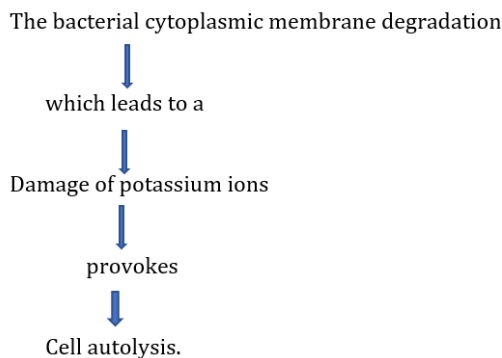 The bacterial cytoplasmic membrane degradation
which leads to a
Damage of potassium ions
provokes
Cell autolysis.